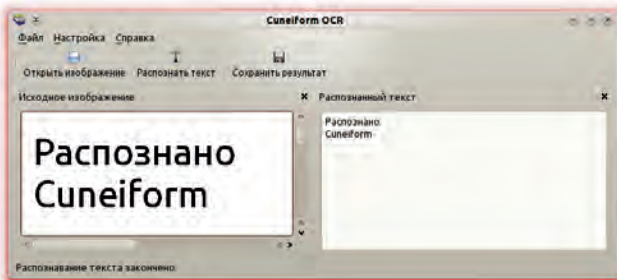 Cuneiform OCR
Файл Настройка Справка
Открыть изображение Распознать текст Сохранить результат
Исходное изображение
Распознанный текст
Распознано
Cuneiform
Распознано
Cuneiform
Распознавание текста закончено.